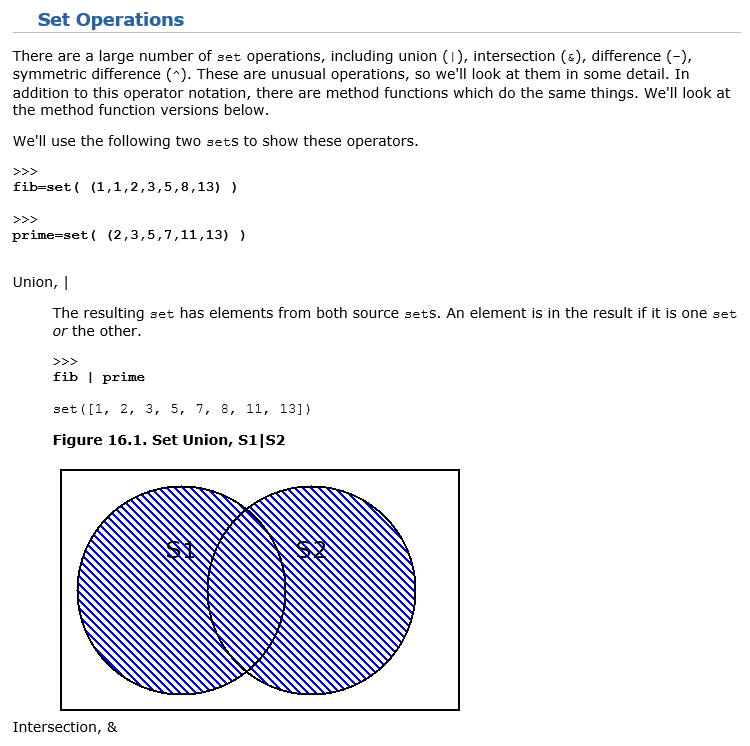 Set Operations
There are a large number of set operations, including union (|), intersection (&), difference (-),
symmetric difference (^). These are unusual operations, so we'll look at them in some detail. In
addition to this operator notation, there are method functions which do the same things. We'll look at
the method function versions below.
We'll use the following two sets to show these operators.
>>>
fib=set( (1,1,2,3,5,8,13) )
>>>
prime=set( (2,3,5,7,11,13) )
Union, |
The resulting set has elements from both source sets. An element is in the result if it is one set
or the other.
>>>
fib | prime
set([1, 2, 3, 5, 7, 8, 11, 13])
Figure 16.1. Set Union, S1|S2
S1 S2
Intersection, &